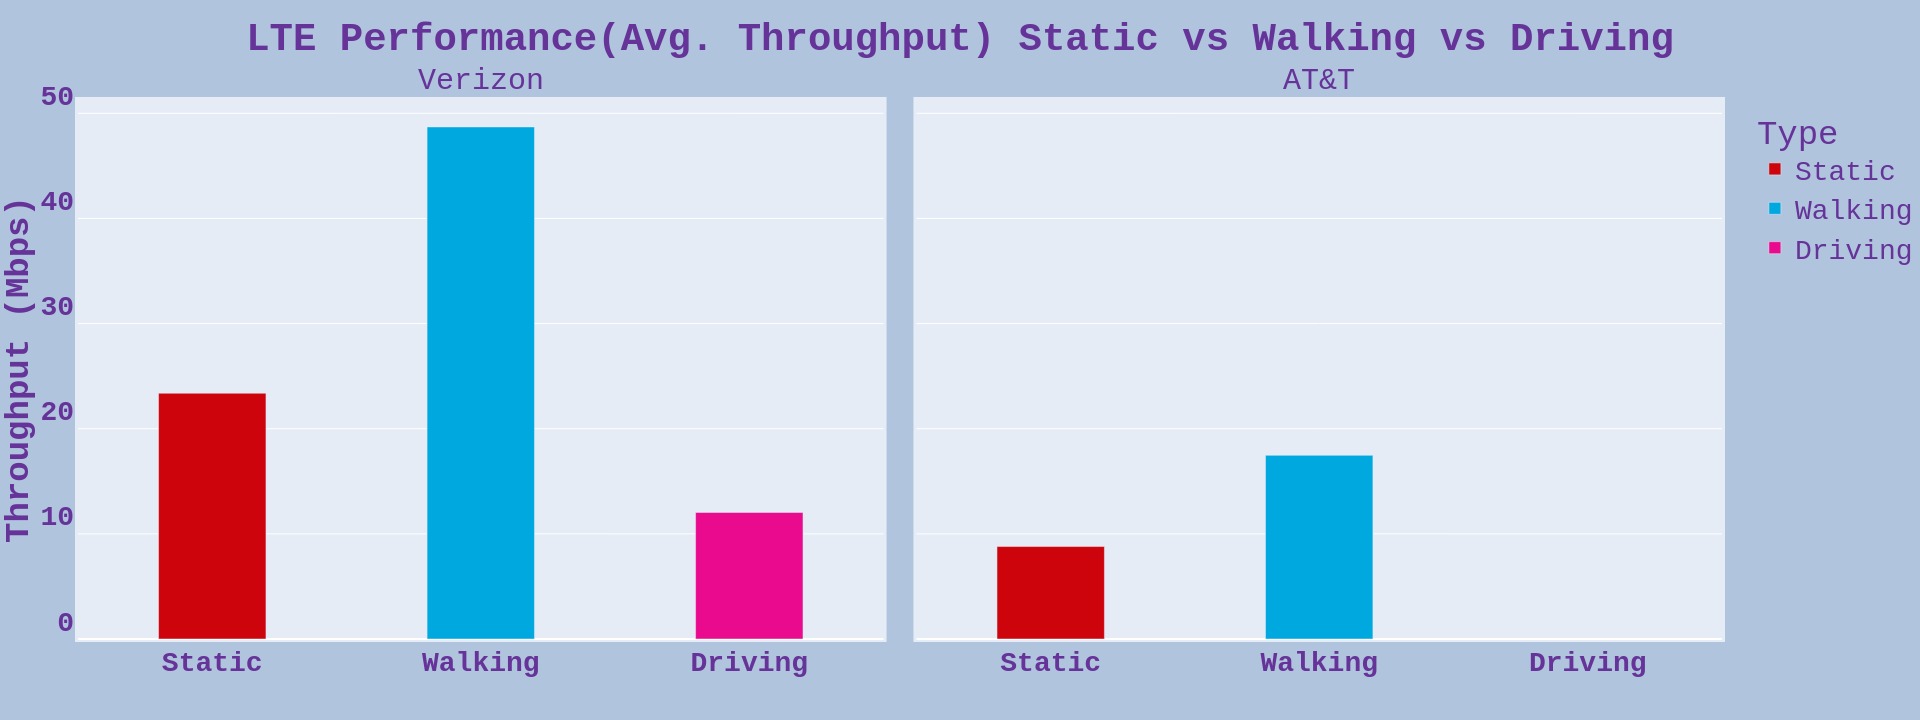 LTE Performance(Avg. Throughput) Static vs Walking vs Driving
Verizon
AT&T
Throughput (Mbps)
50
40
30
20
10
0
Static Walking Driving
Static Walking Driving
Type
Static
Walking
Driving